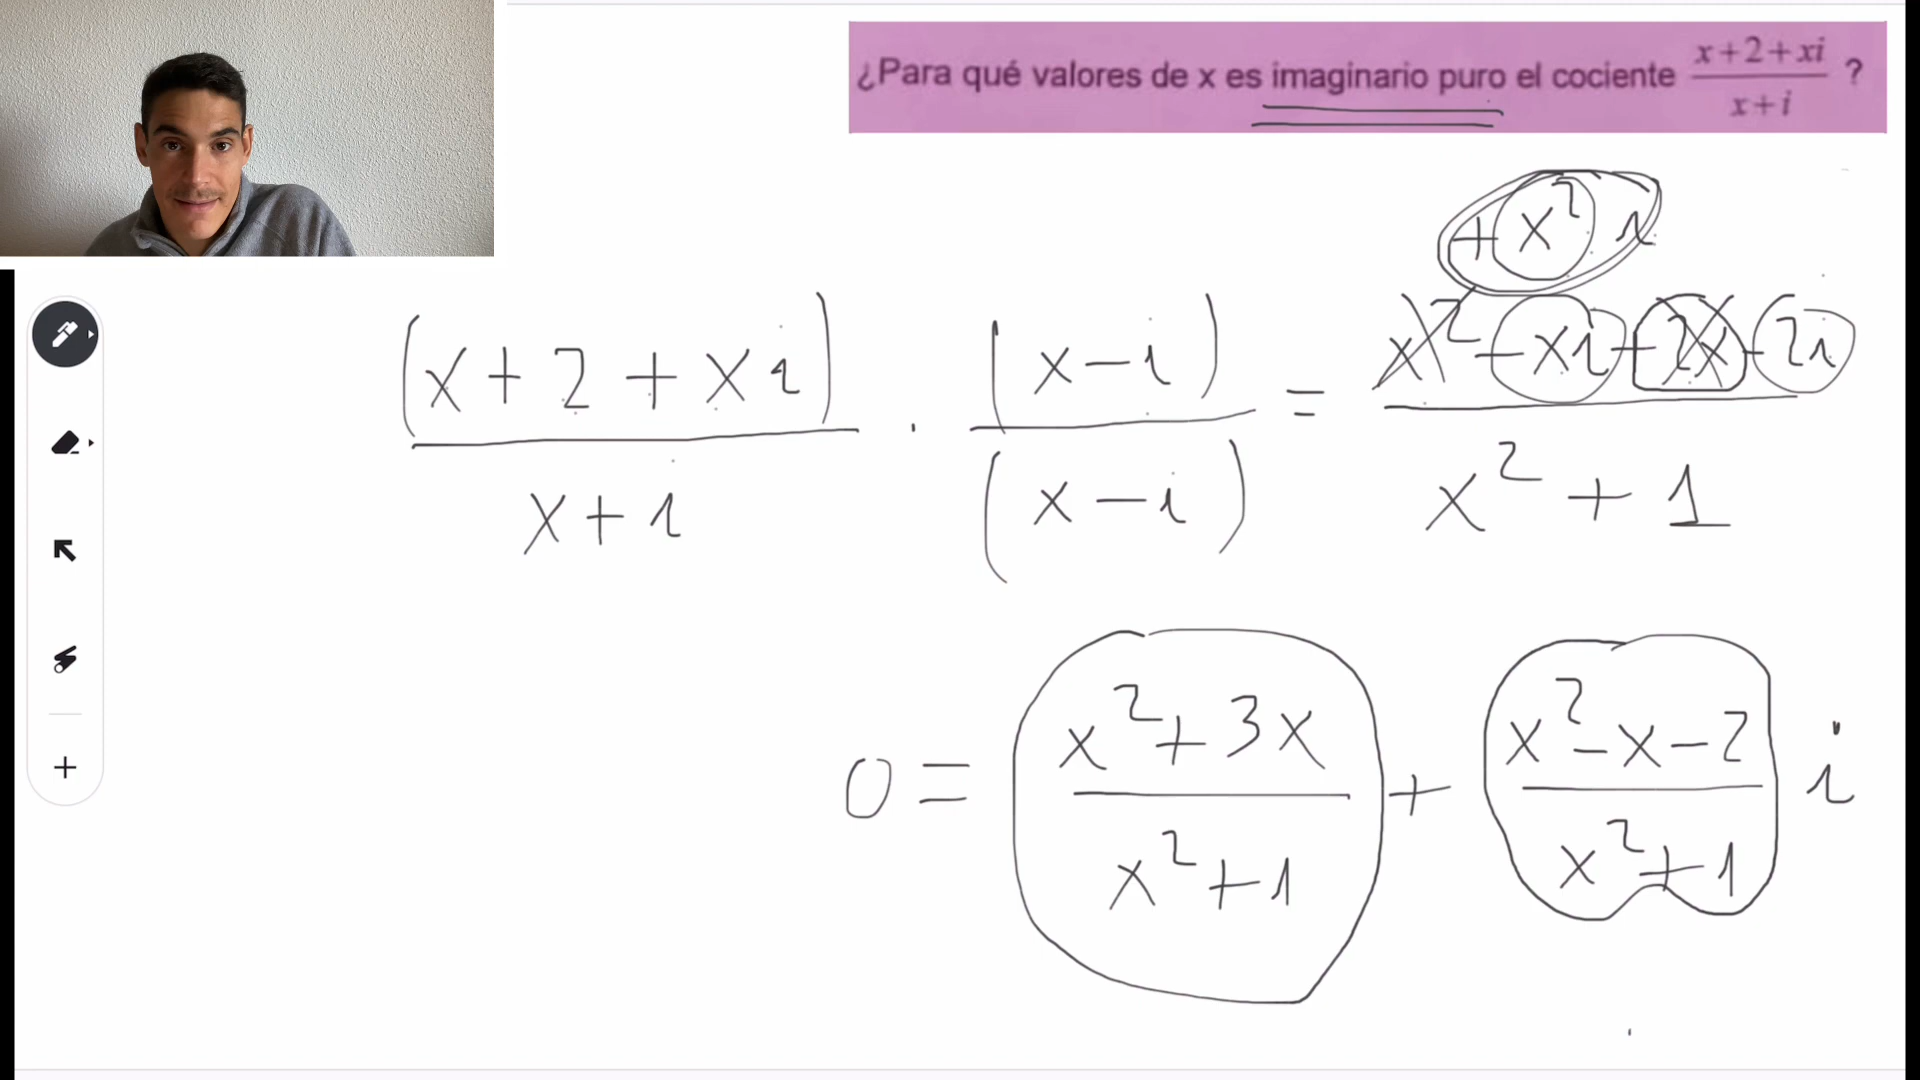 ¿Para qué valores de x es imaginario puro el cociente x+2+xi / x+i ?
+ x² i
(x + 2 + xi) / x + i · (x - i) / (x - i) = x² - xi + 2x - 2i / x² + 1
0 = x² + 3x / x² + 1 + x² - x - 2 / x² + 1 i